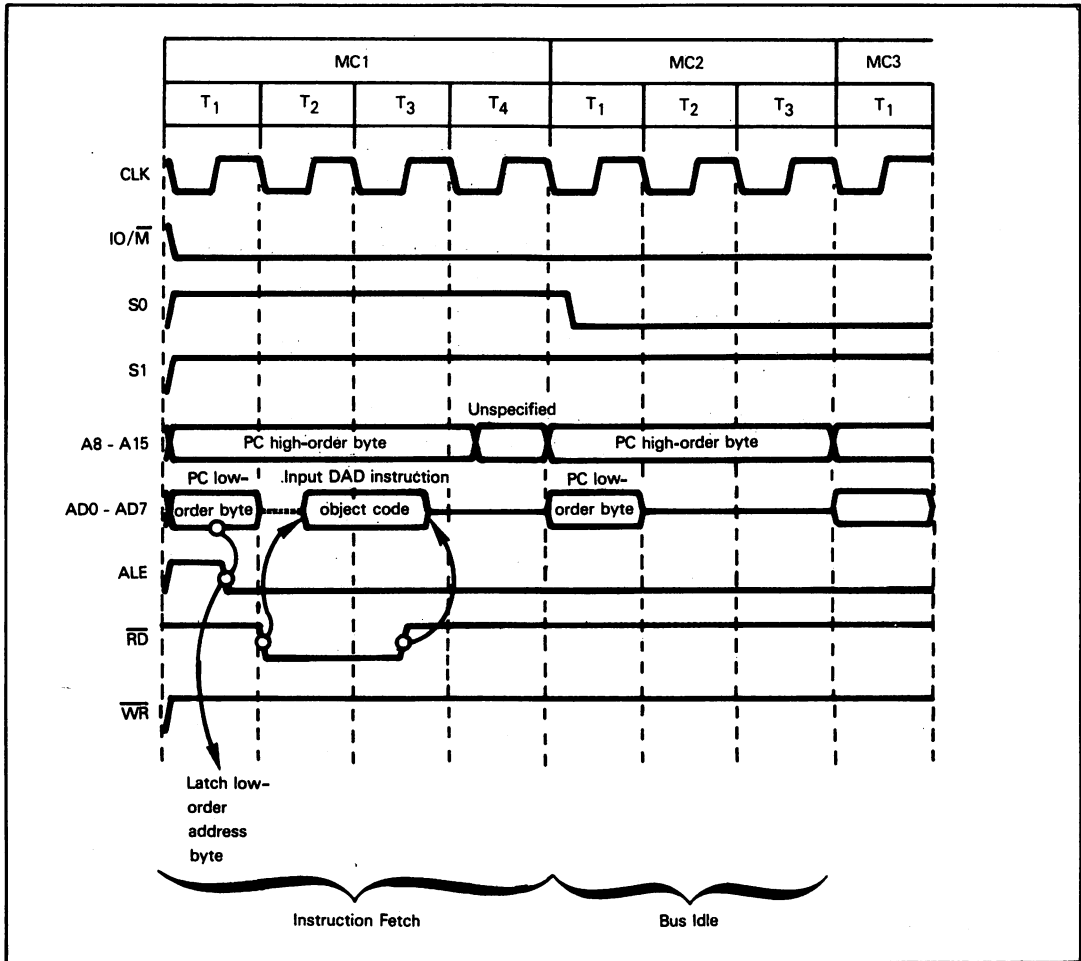 MC1 MC2 MC3
T1 T2 T3 T4 T1 T2 T3 T1
CLK
IO/M̅
S0
S1
Unspecified
A8 - A15 PC high-order byte PC high-order byte
PC low- .Input DAD instruction PC low-
AD0 - AD7 order byte object code order byte
ALE
R̅D̅
W̅R̅
Latch low-
order
address
byte
Instruction Fetch Bus Idle